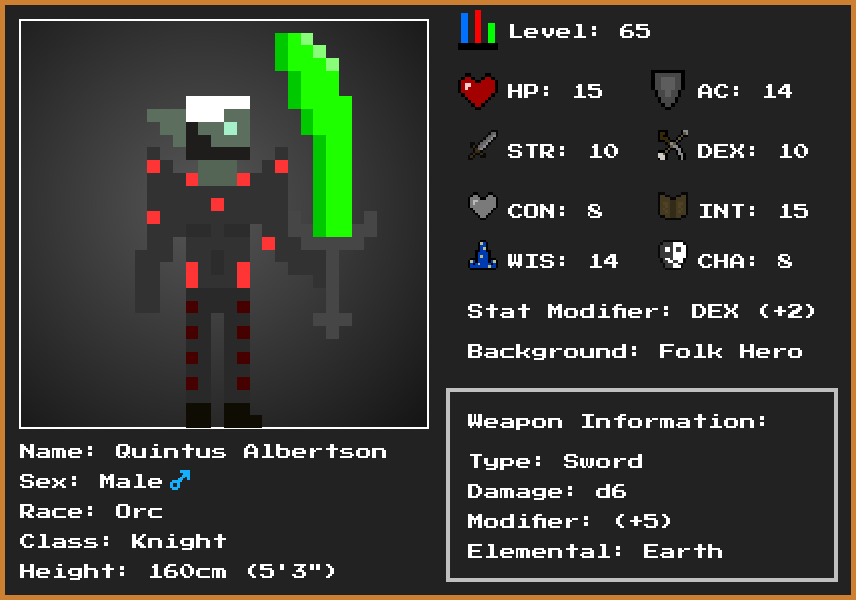 Level: 65
HP: 15
AC: 14
STR: 10
DEX: 10
CON: 8
INT: 15
WIS: 14
CHA: 8
Stat Modifier: DEX (+2)
Background: Folk Hero
Weapon Information:
Type: Sword
Damage: d6
Modifier: (+5)
Elemental: Earth
Name: Quintus Albertson
Sex: Male♂
Race: Orc
Class: Knight
Height: 160cm (5'3")